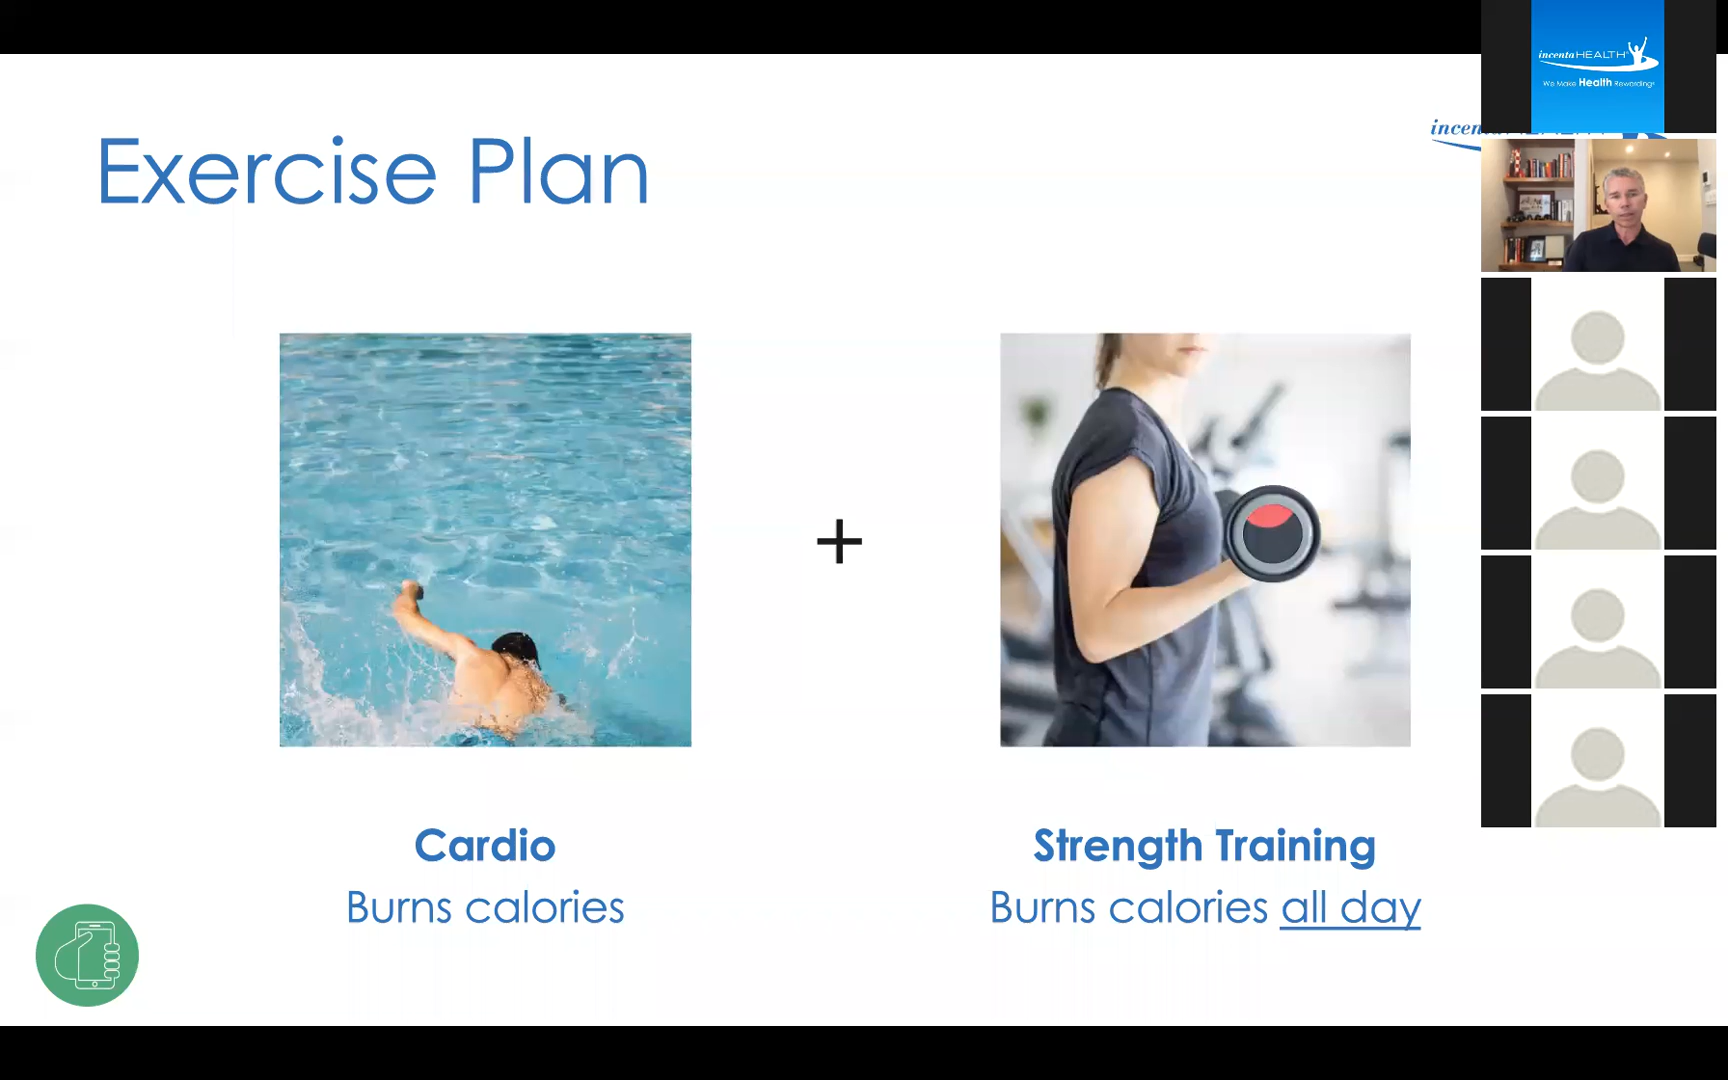 incentaHEALTH
We Make Health Rewarding
Exercise Plan
+
Cardio
Burns calories
Strength Training
Burns calories all day